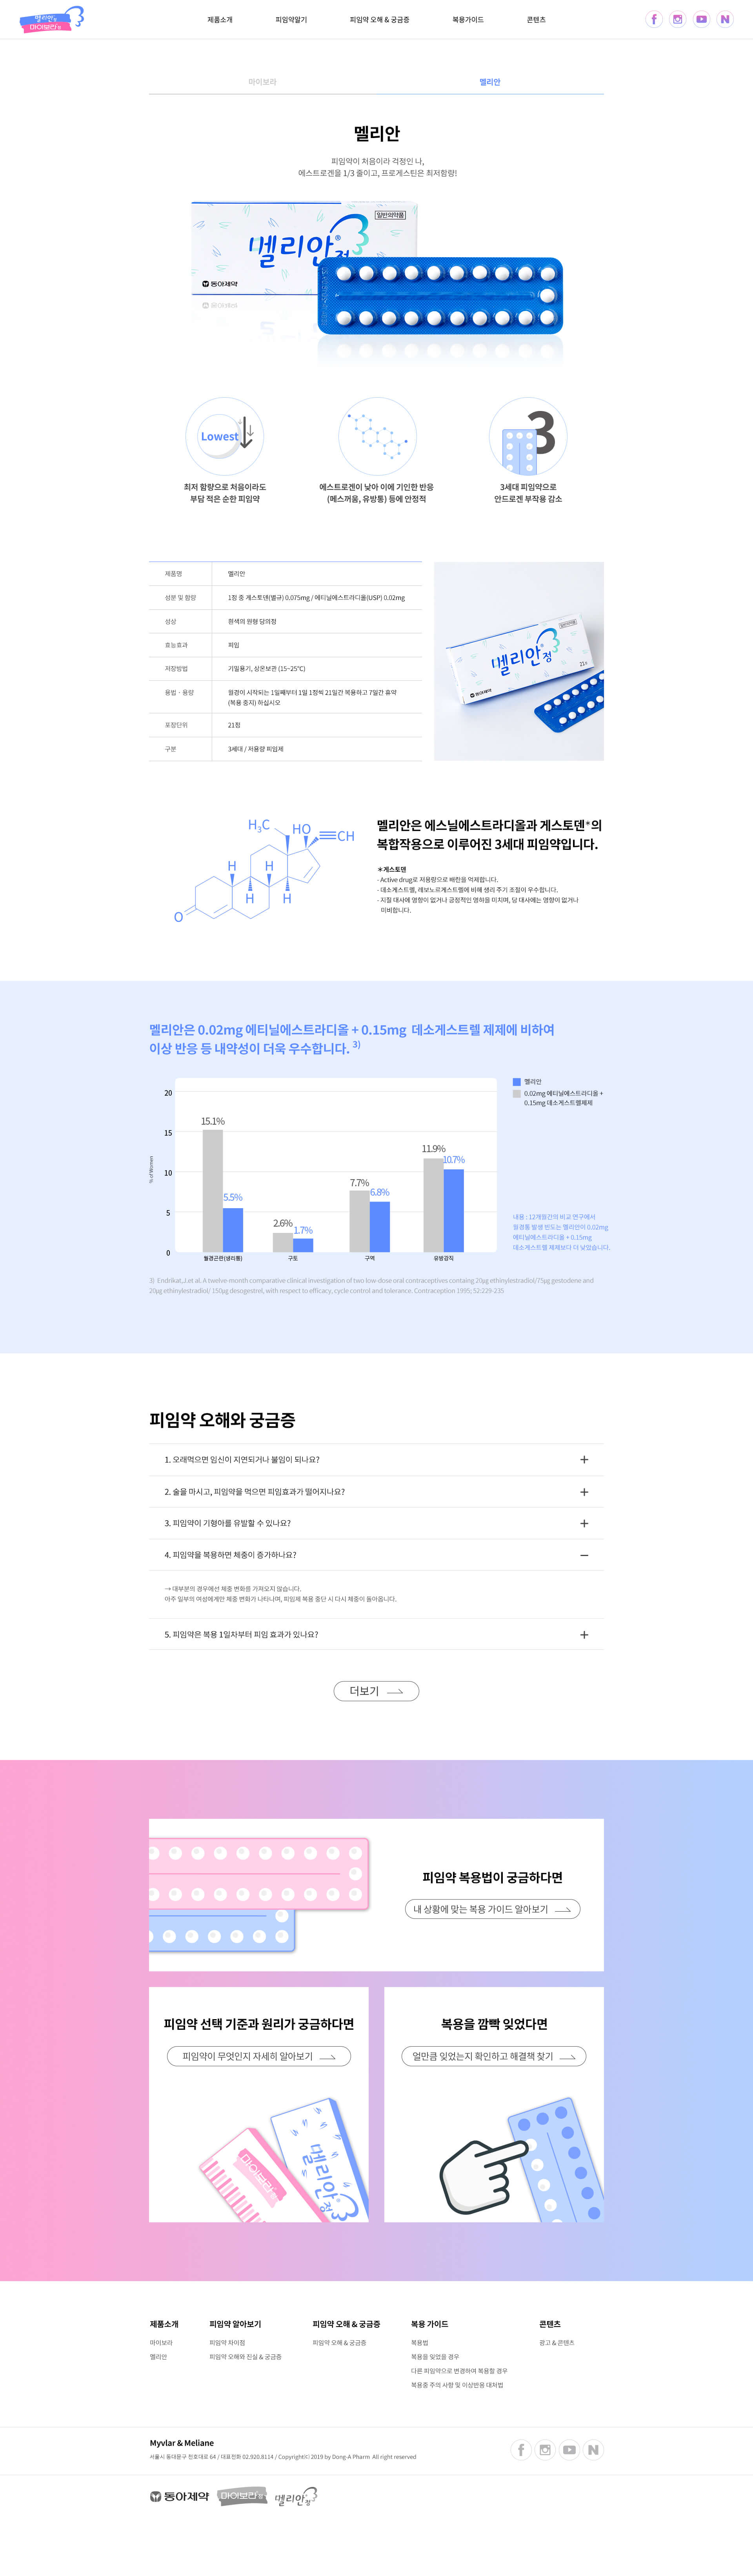 멜리안정
마이보라정
제품소개
피임약알기
피임약 오해 & 궁금증
복용가이드
콘텐츠
마이보라
멜리안
멜리안
피임약이 처음이라 걱정인 나,
에스트로겐을 1/3 줄이고, 프로게스틴은 최저함량!
일반의약품
멜리안®정
동아제약
Lowest
3
최저 함량으로 처음이라도
부담 적은 순한 피임약
에스트로겐이 낮아 이에 기인한 반응
(메스꺼움, 유방통) 등에 안정적
3세대 피임약으로
안드로겐 부작용 감소
제품명
멜리안
성분 및 함량
1정 중 게스토덴(별규) 0.075mg / 에티닐에스트라디올(USP) 0.02mg
성상
흰색의 원형 당의정
효능효과
피임
저장방법
기밀용기, 상온보관 (15~25℃)
용법 · 용량
월경이 시작되는 1일째부터 1일 1정씩 21일간 복용하고 7일간 휴약
(복용 중지) 하십시오
포장단위
21정
구분
3세대 / 저용량 피임제
멜리안®정
동아제약
H3C
HO
CH
H
H
H
H
O
멜리안은 에스닐에스트라디올과 게스토덴*의
복합작용으로 이루어진 3세대 피임약입니다.
*게스토덴
- Active drug로 저용량으로 배란을 억제합니다.
- 데소게스트렐, 레보노르게스트렐에 비해 생리 주기 조절이 우수합니다.
- 지질 대사에 영향이 없거나 긍정적인 영향을 미치며, 당 대사에는 영향이 없거나
미비합니다.
멜리안은 0.02mg 에티닐에스트라디올 + 0.15mg 데소게스트렐 제제에 비하여
이상 반응 등 내약성이 더욱 우수합니다. 3)
% of Women
20
15
10
5
0
15.1%
5.5%
2.6%
1.7%
7.7%
6.8%
11.9%
10.7%
월경곤란(생리통)
구토
구역
유방긴직
멜리안
0.02mg 에티닐에스트라디올 +
0.15mg 데소게스트렐제제
내용 : 12개월간의 비교 연구에서
월경통 발생 빈도는 멜리안이 0.02mg
에티닐에스트라디올 + 0.15mg
데소게스트렐 제제보다 더 낮았습니다.
3) Endrikat,J.et al. A twelve-month comparative clinical investigation of two low-dose oral contraceptives containg 20μg ethinylestradiol/75μg gestodene and
20μg ethinylestradiol/ 150μg desogestrel, with respect to efficacy, cycle control and tolerance. Contraception 1995; 52:229-235
피임약 오해와 궁금증
1. 오래먹으면 임신이 지연되거나 불임이 되나요?
2. 술을 마시고, 피임약을 먹으면 피임효과가 떨어지나요?
3. 피임약이 기형아를 유발할 수 있나요?
4. 피임약을 복용하면 체중이 증가하나요?
→ 대부분의 경우에선 체중 변화를 가져오지 않습니다.
아주 일부의 여성에게만 체중 변화가 나타나며, 피임제 복용 중단 시 다시 체중이 돌아옵니다.
5. 피임약은 복용 1일차부터 피임 효과가 있나요?
더보기
피임약 복용법이 궁금하다면
내 상황에 맞는 복용 가이드 알아보기
피임약 선택 기준과 원리가 궁금하다면
피임약이 무엇인지 자세히 알아보기
마이보라
멜리안정
복용을 깜빡 잊었다면
얼만큼 잊었는지 확인하고 해결책 찾기
제품소개
마이보라
멜리안
피임약 알아보기
피임약 차이점
피임약 오해와 진실 & 궁금증
피임약 오해 & 궁금증
피임약 오해 & 궁금증
복용 가이드
복용법
복용을 잊었을 경우
다른 피임약으로 변경하여 복용할 경우
복용중 주의 사항 및 이상반응 대처법
콘텐츠
광고 & 콘텐츠
Myvlar & Meliane
서울시 동대문구 천호대로 64 / 대표전화 02.920.8114 / Copyright(C) 2019 by Dong-A Pharm All right reserved
동아제약
마이보라정
멜리안정